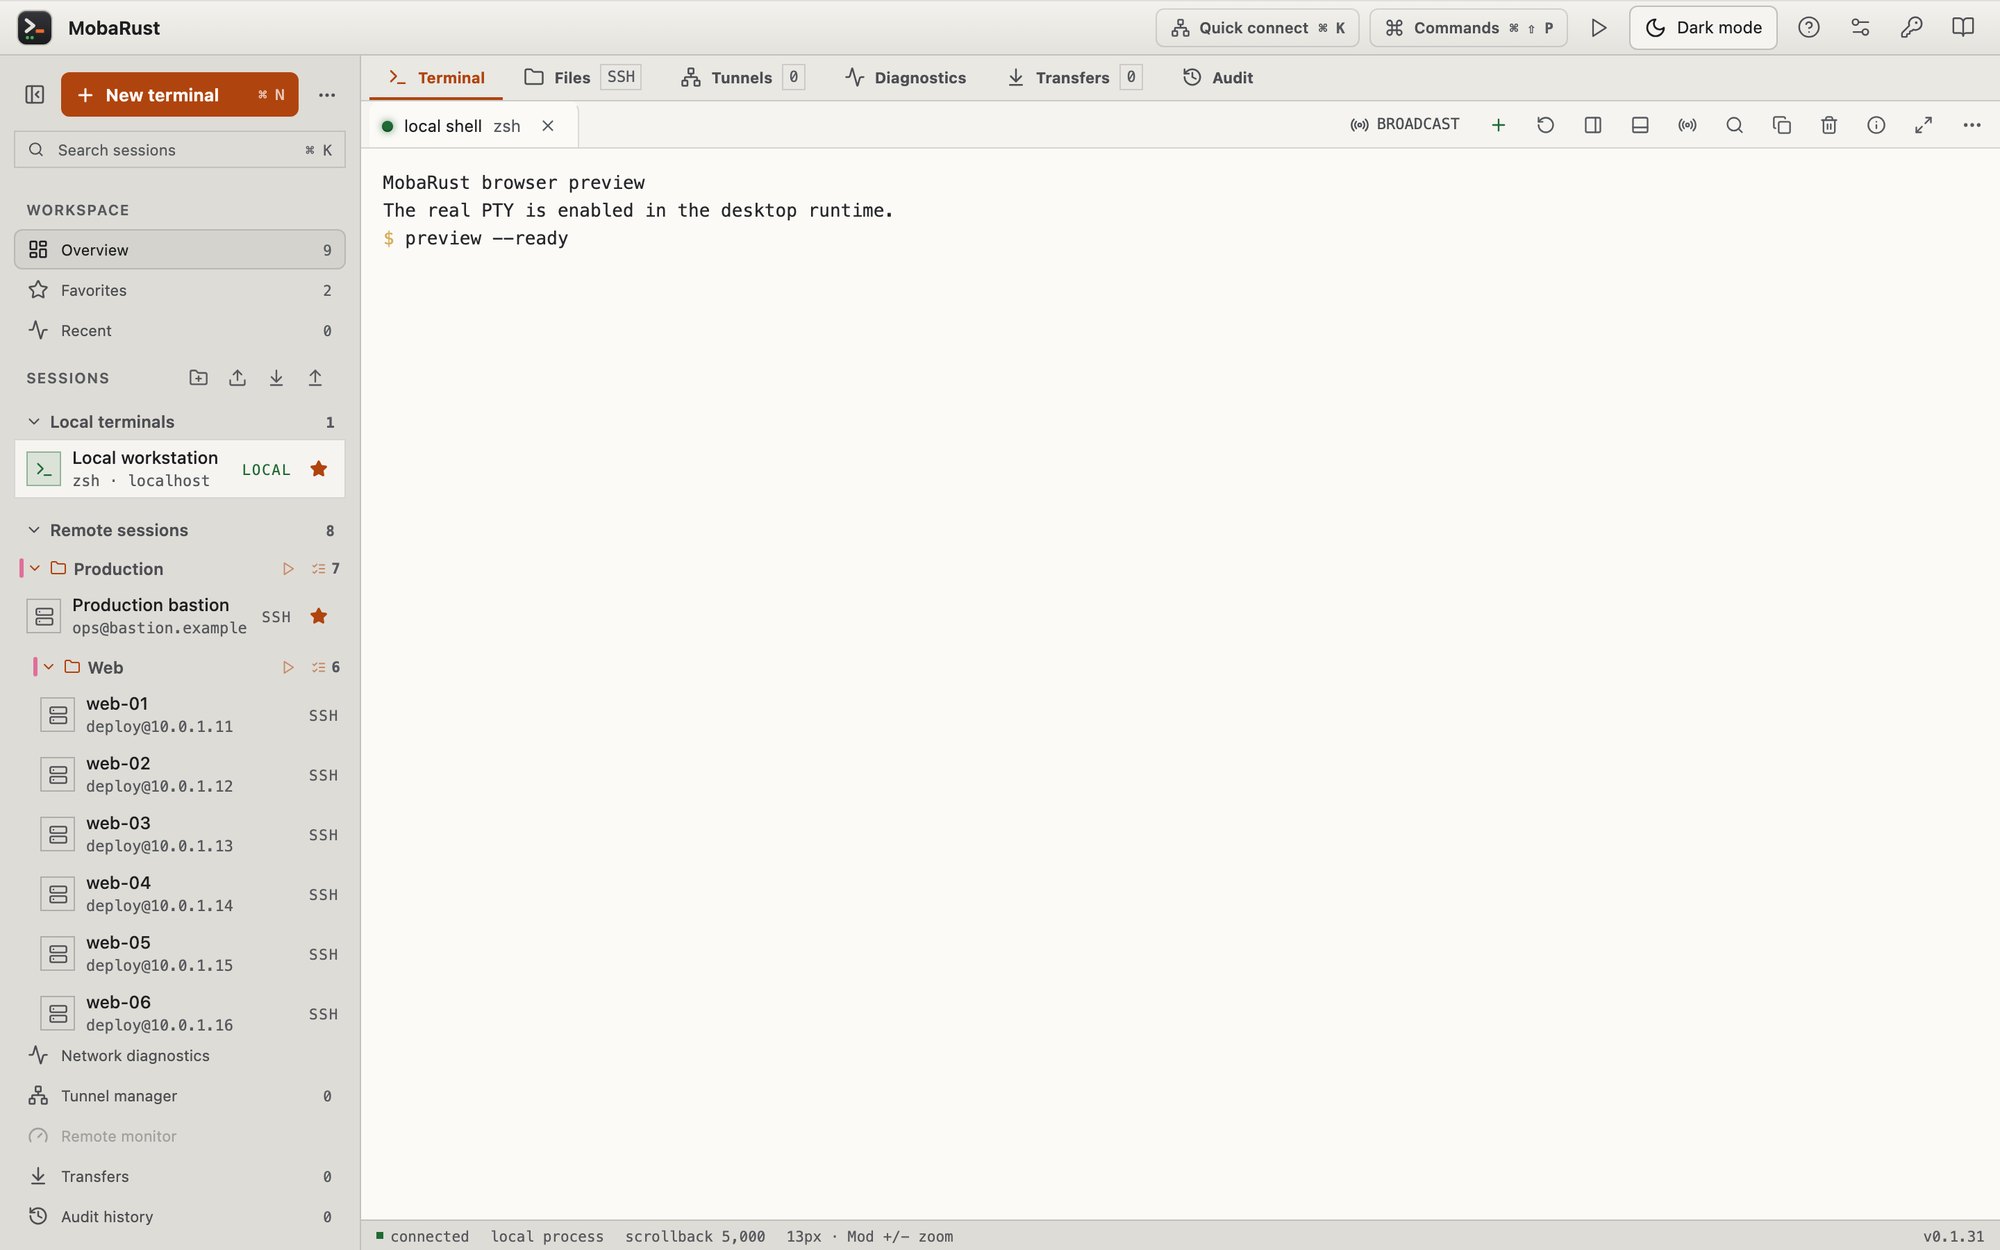 MobaRust
Quick connect ⌘ K
Commands ⌘ ⇧ P
Dark mode
New terminal ⌘ N
Search sessions ⌘ K
WORKSPACE
Overview 9
Favorites 2
Recent 0
SESSIONS
Local terminals 1
Local workstation
zsh · localhost
LOCAL
Remote sessions 8
Production 7
Production bastion
ops@bastion.example
SSH
Web 6
web-01
deploy@10.0.1.11
SSH
web-02
deploy@10.0.1.12
SSH
web-03
deploy@10.0.1.13
SSH
web-04
deploy@10.0.1.14
SSH
web-05
deploy@10.0.1.15
SSH
web-06
deploy@10.0.1.16
SSH
Network diagnostics
Tunnel manager 0
Remote monitor
Transfers 0
Audit history 0
Terminal
Files SSH
Tunnels 0
Diagnostics
Transfers 0
Audit
local shell zsh
BROADCAST
MobaRust browser preview
The real PTY is enabled in the desktop runtime.
$ preview --ready
connected local process scrollback 5,000 13px · Mod +/- zoom
v0.1.31